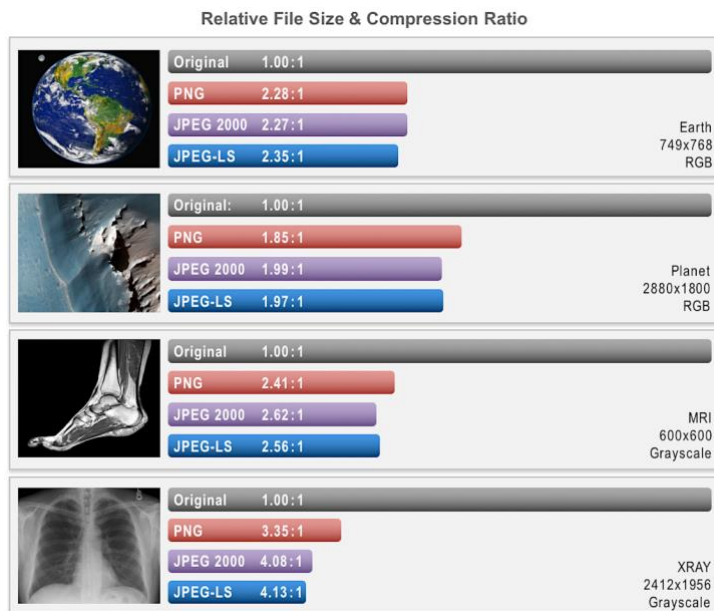 Relative File Size & Compression Ratio
Original 1.00:1
PNG 2.28:1
JPEG 2000 2.27:1
JPEG-LS 2.35:1
Earth
749x768
RGB
Original: 1.00:1
PNG 1.85:1
JPEG 2000 1.99:1
JPEG-LS 1.97:1
Planet
2880x1800
RGB
Original 1.00:1
PNG 2.41:1
JPEG 2000 2.62:1
JPEG-LS 2.56:1
MRI
600x600
Grayscale
Original 1.00:1
PNG 3.35:1
JPEG 2000 4.08:1
JPEG-LS 4.13:1
XRAY
2412x1956
Grayscale